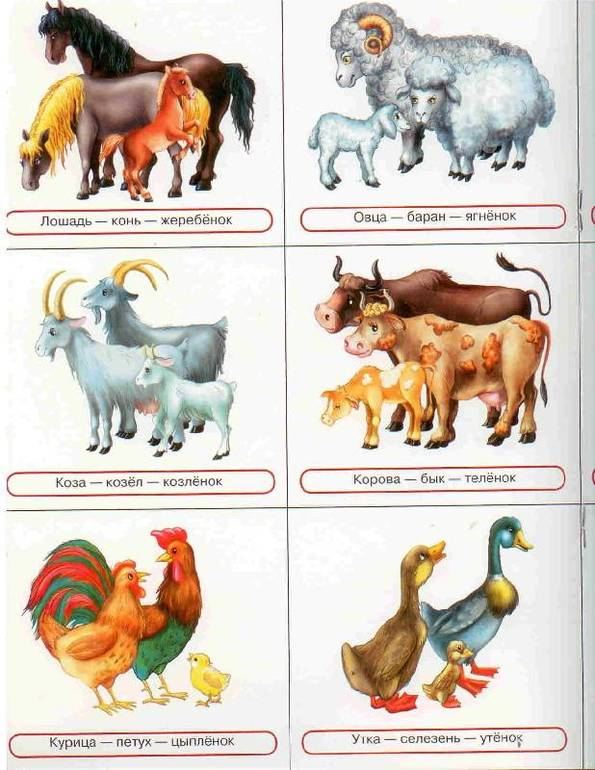 Лошадь — конь — жеребёнок
Овца — баран — ягнёнок
Коза — козёл — козлёнок
Корова — бык — телёнок
Курица — петух — цыплёнок
Утка — селезень — утёнок